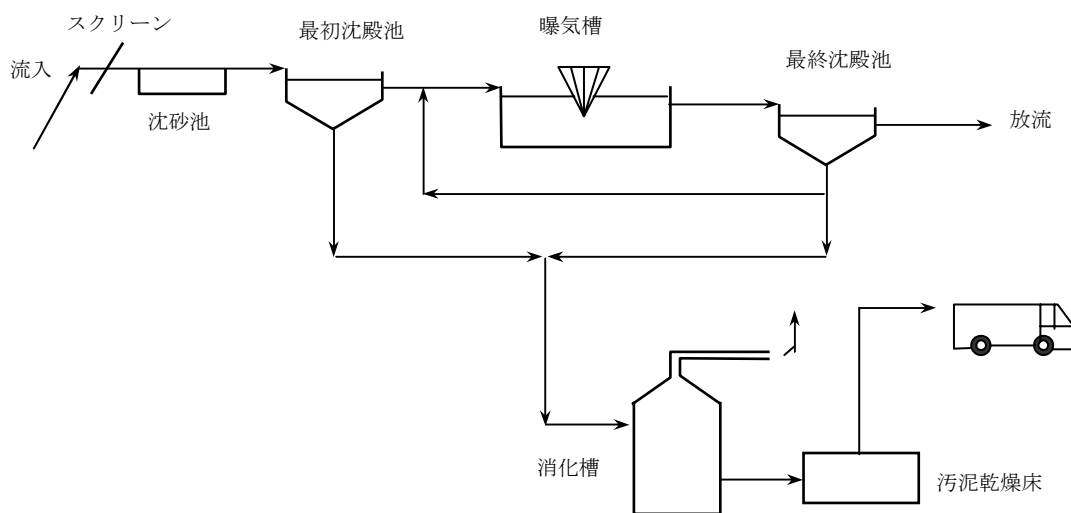 スクリーン
流入
沈砂池
最初沈殿池
曝気槽
最終沈殿池
放流
消化槽
汚泥乾燥床